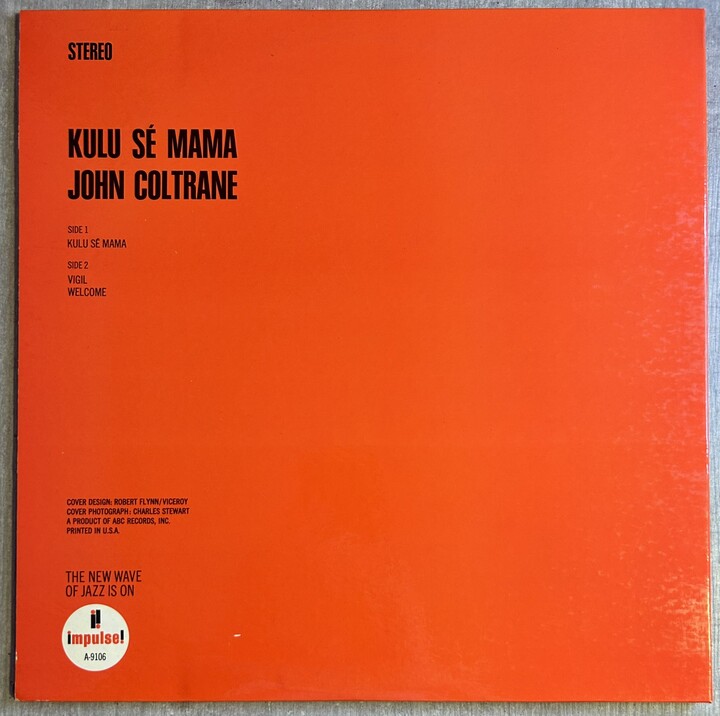 STEREO
KULU SÉ MAMA
JOHN COLTRANE
SIDE 1
KULU SÉ MAMA
SIDE 2
VIGIL
WELCOME
COVER DESIGN: ROBERT FLYNN/VICEROY
COVER PHOTOGRAPH: CHARLES STEWART
A PRODUCT OF ABC RECORDS, INC.
PRINTED IN U.S.A.
THE NEW WAVE
OF JAZZ IS ON
i!
impulse!
A-9106